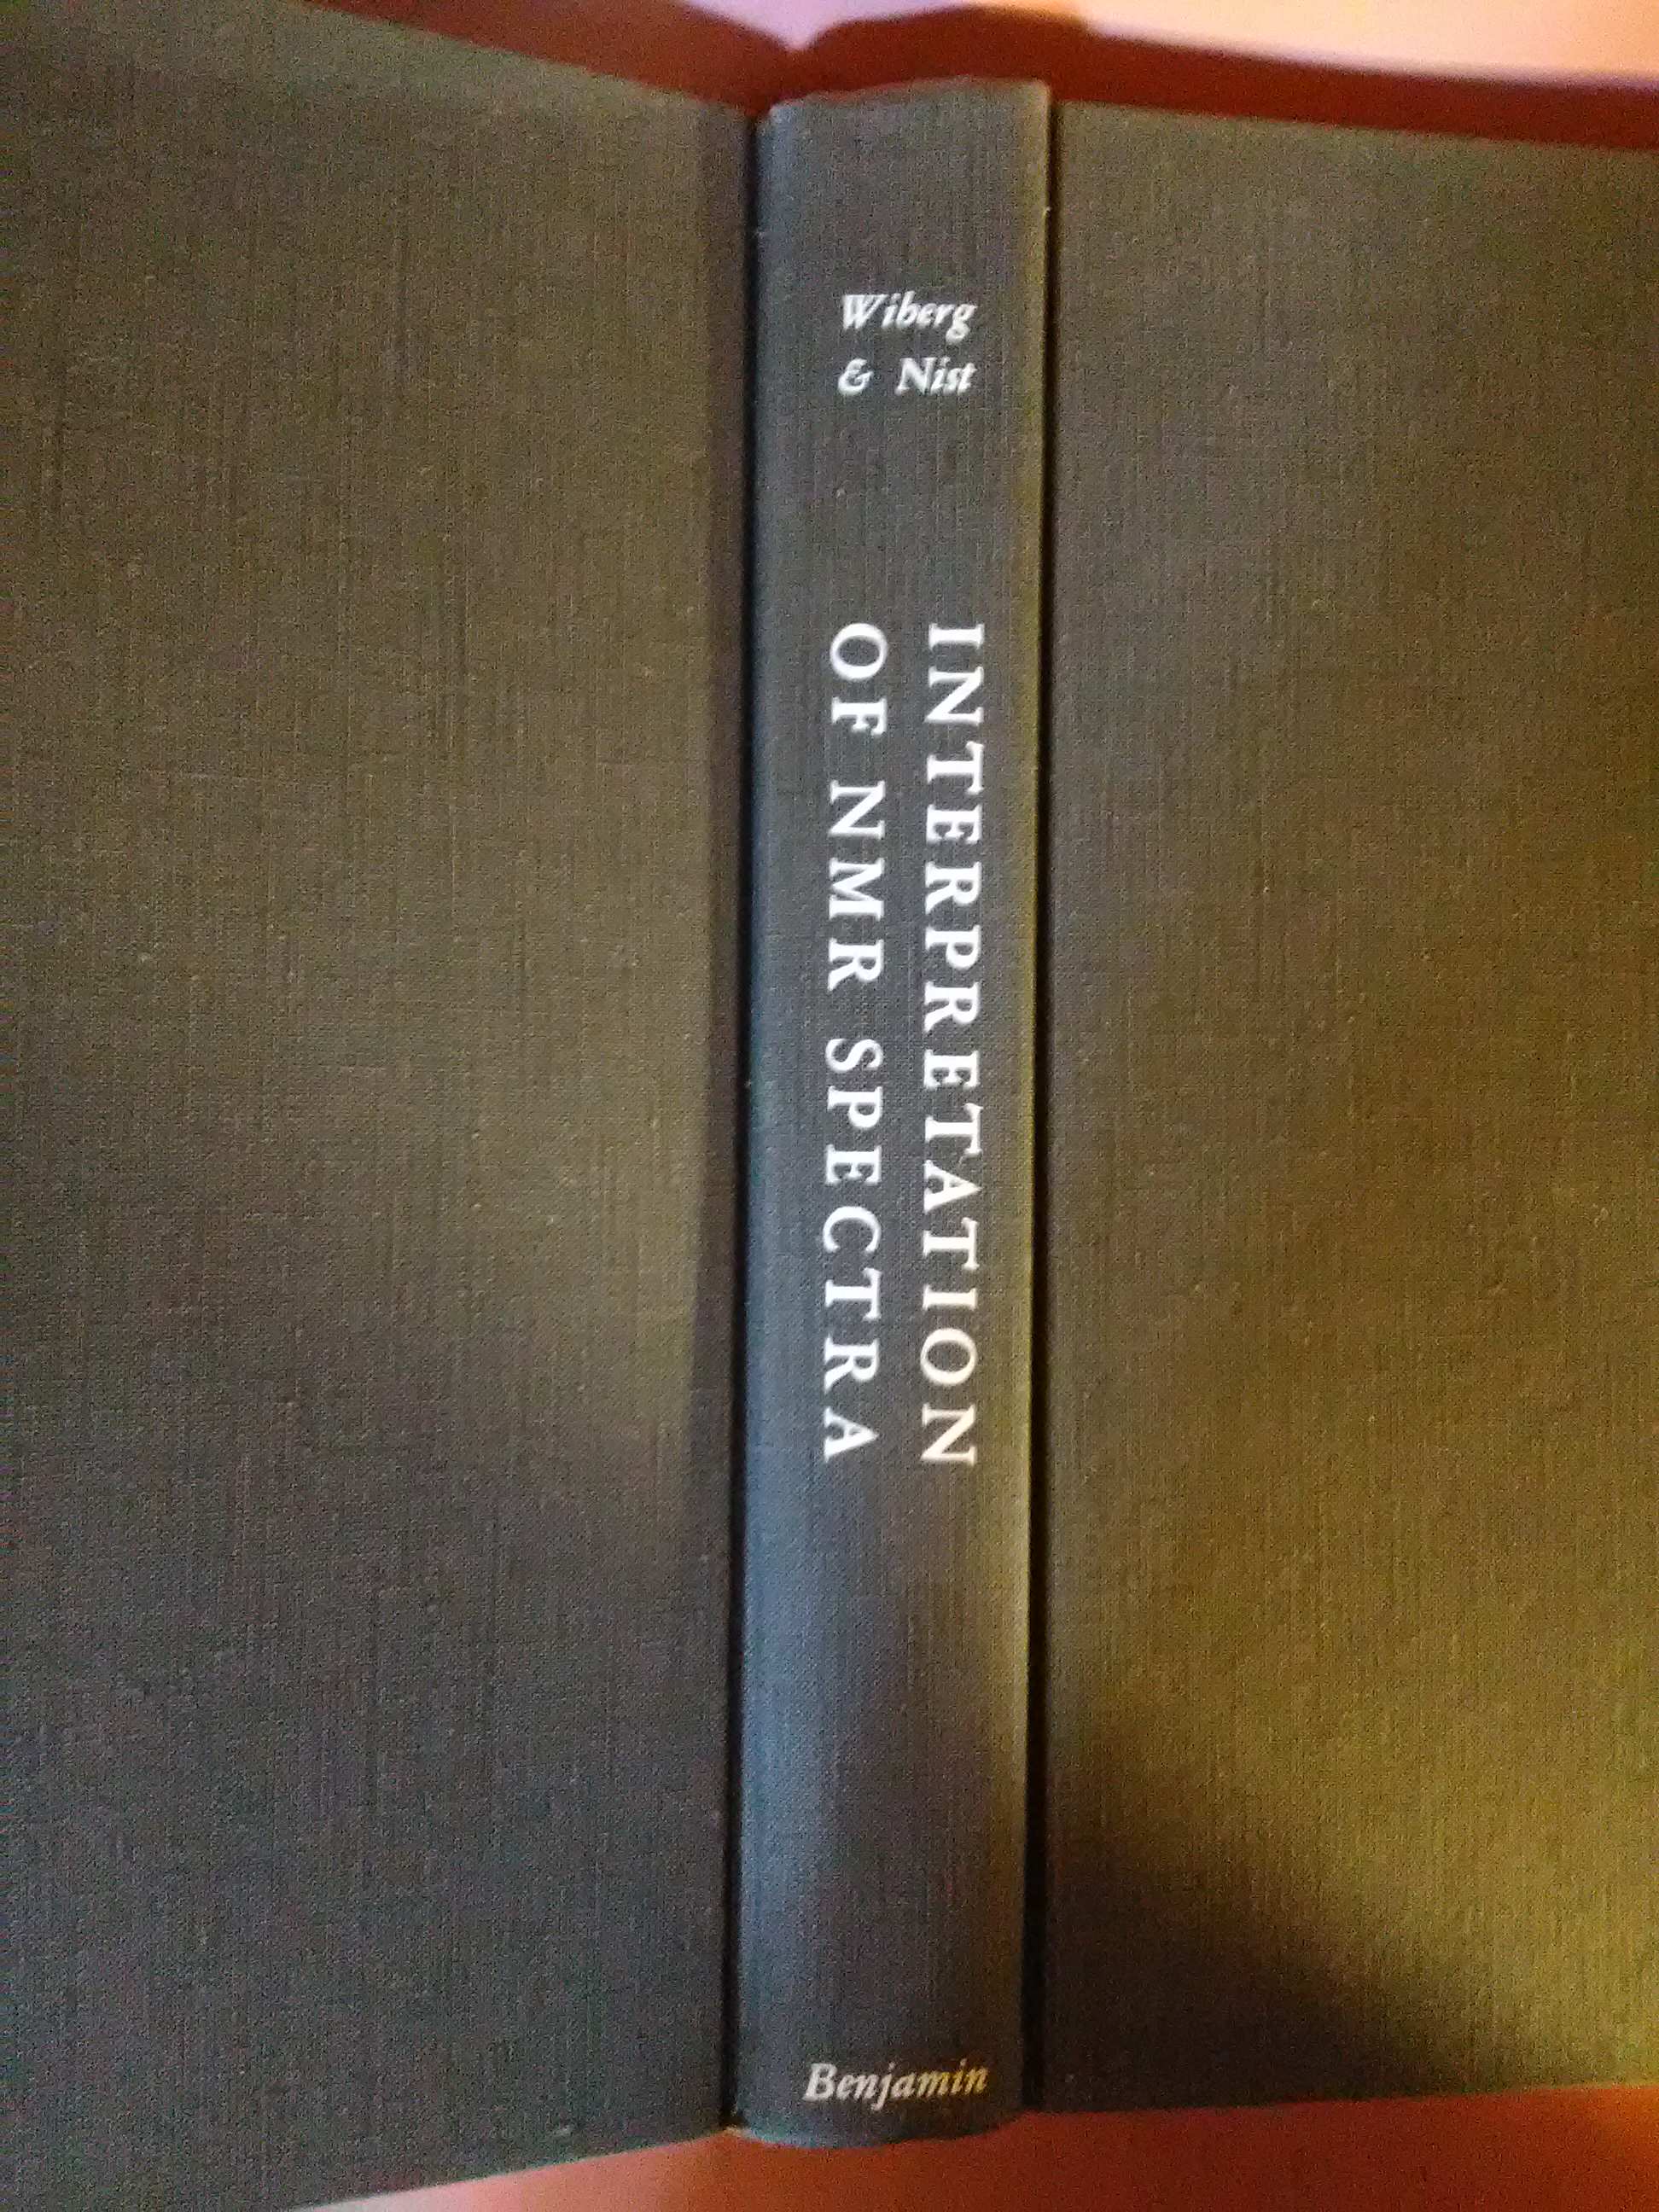 Wiberg
& Nist
INTERPRETATION
OF NMR SPECTRA
Benjamin